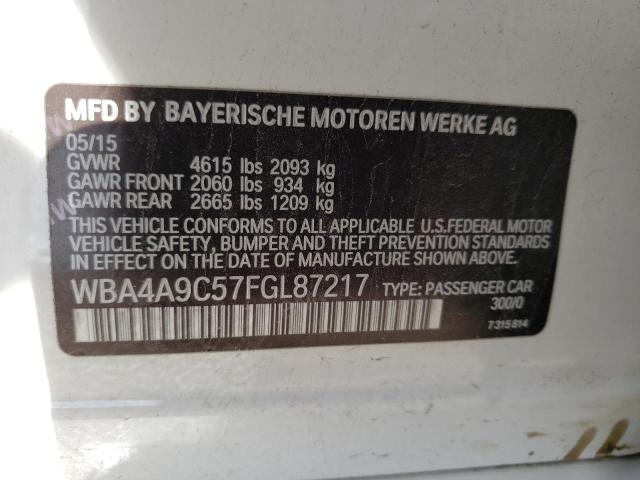 MFD BY BAYERISCHE MOTOREN WERKE AG
05/15
GVWR 4615 lbs 2093 kg
GAWR FRONT 2060 lbs 934 kg
GAWR REAR 2665 lbs 1209 kg
THIS VEHICLE CONFORMS TO ALL APPLICABLE U.S.FEDERAL MOTOR
VEHICLE SAFETY, BUMPER AND THEFT PREVENTION STANDARDS
IN EFFECT ON THE DATE OF MANUFACTURE SHOWN ABOVE.
WBA4A9C57FGL87217 TYPE: PASSENGER CAR
300/0
7315814